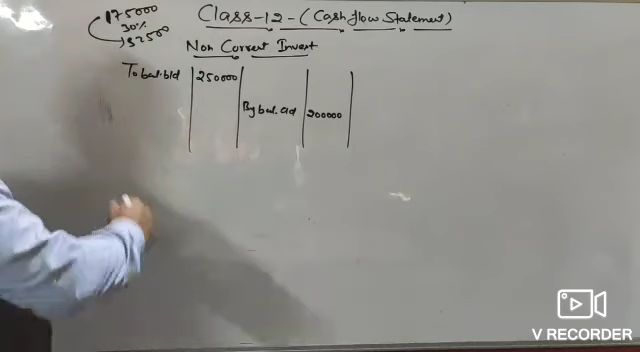 175000
30%
52500
Class-12-(Cash flow Statement)
Non Current Invest
To bal. b/d 250000
By bal. c/d 200000
V RECORDER